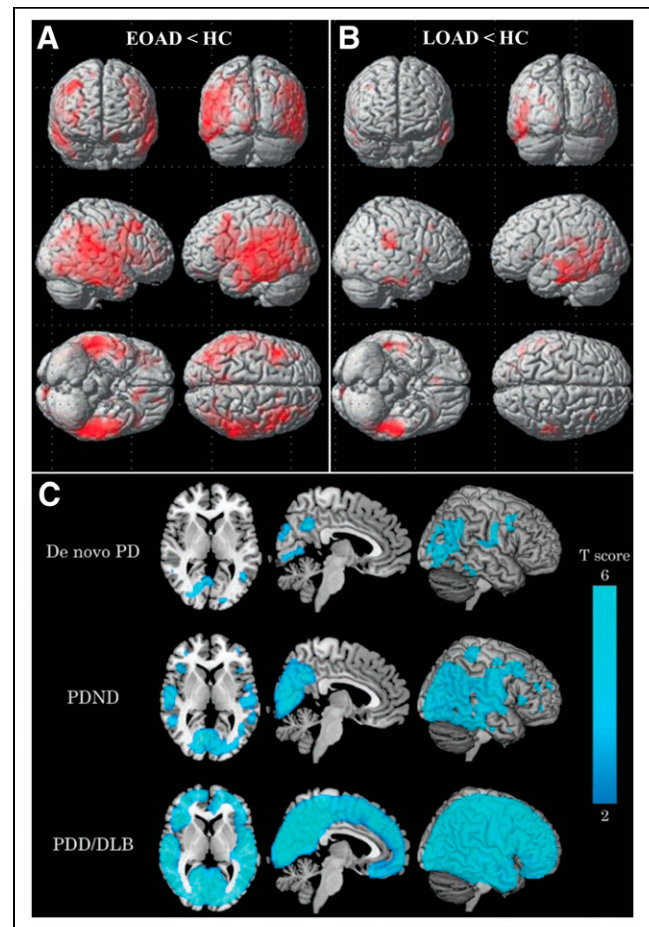 A
EOAD < HC
B
LOAD < HC
C
De novo PD
T score
6
PDND
2
PDD/DLB